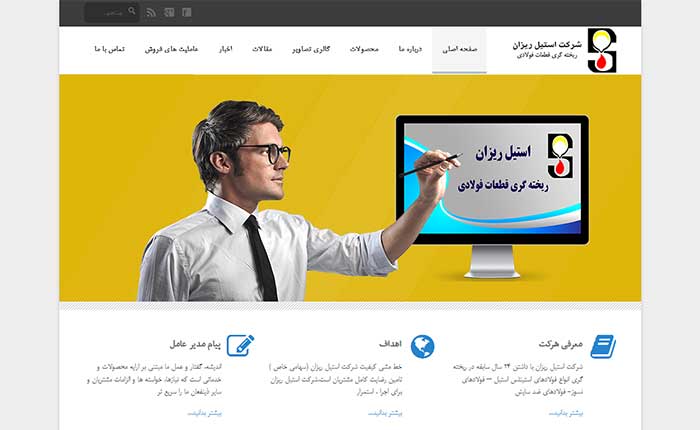 شرکت استیل ریزان
ریخته گری قطعات فولادی
صفحه اصلی
درباره ما
محصولات
گالری تصاویر
مقالات
اخبار
عاملیت های فروش
تماس با ما
استیل ریزان
ریخته گری قطعات فولادی
معرفی شرکت
شرکت استیل ریزان با داشتن ۲۴ سال سابقه در ریخته
گری انواع فولادهای استینلس استیل – فولادهای
نسوز- فولادهای ضد سایش
بیشتر بدانید...
اهداف
خط مشی کیفیت شرکت استیل ریزان (سهامی خاص )
تامین رضایت کامل مشتریان است.شرکت استیل ریزان
برای اجرا ، استمرار
بیشتر بدانید...
پیام مدیر عامل
اندیشه، گفتار و عمل ما مبتنی بر ارایه محصولات و
خدماتی است که نیازها، خواسته ها و الزامات مشتریان و
سایر ذینفعان ما را سریع تر
بیشتر بدانید...